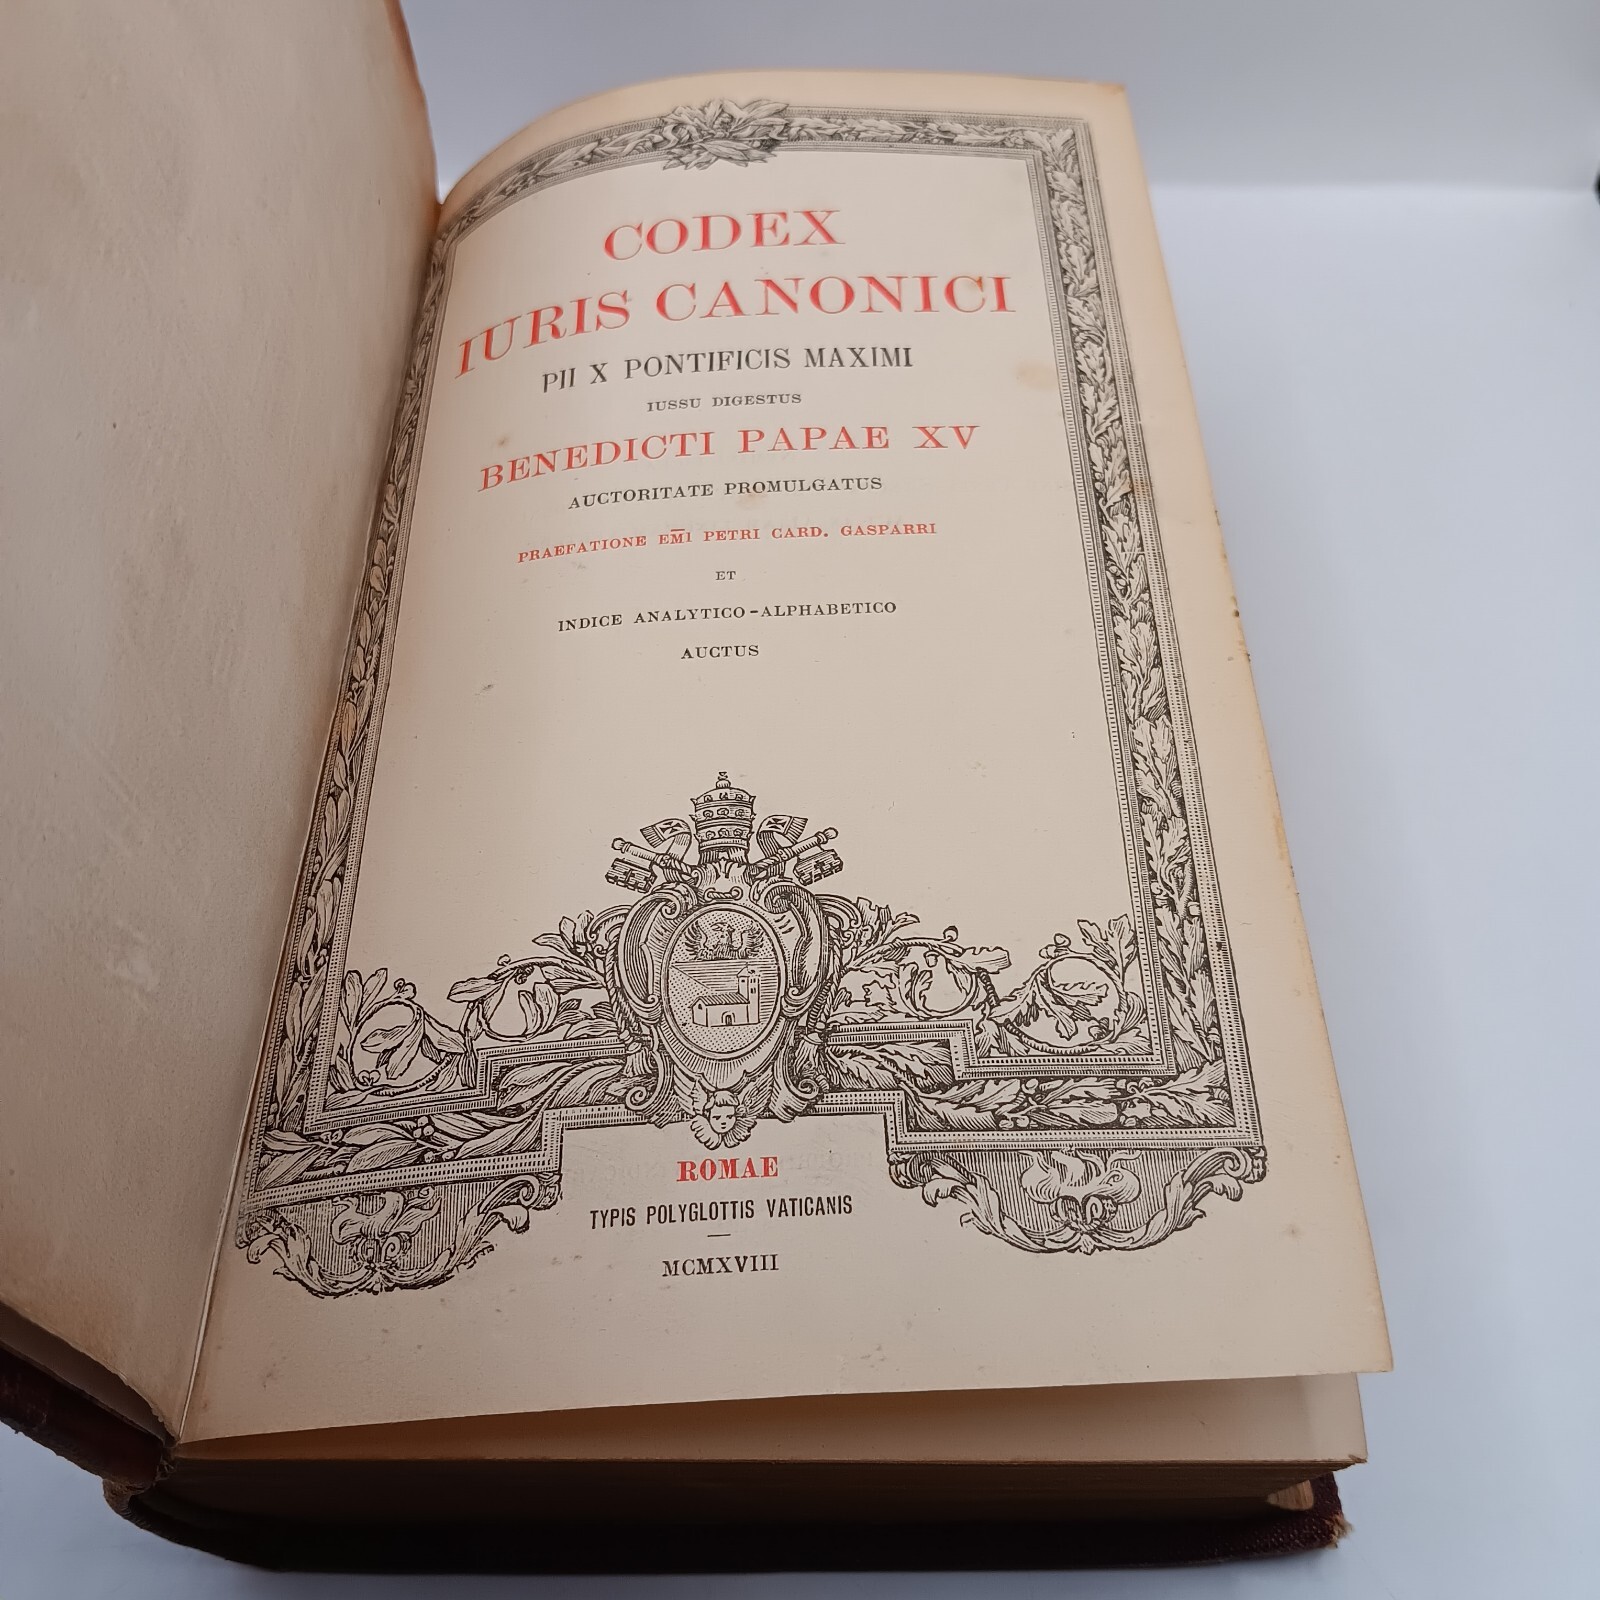 CODEX
IURIS CANONICI
PII X PONTIFICIS MAXIMI
IUSSU DIGESTUS
BENEDICTI PAPAE XV
AUCTORITATE PROMULGATUS
PRAEFATIONE EM̅I PETRI CARD. GASPARRI
ET
INDICE ANALYTICO-ALPHABETICO
AUCTUS
ROMAE
TYPIS POLYGLOTTIS VATICANIS
—
MCMXVIII